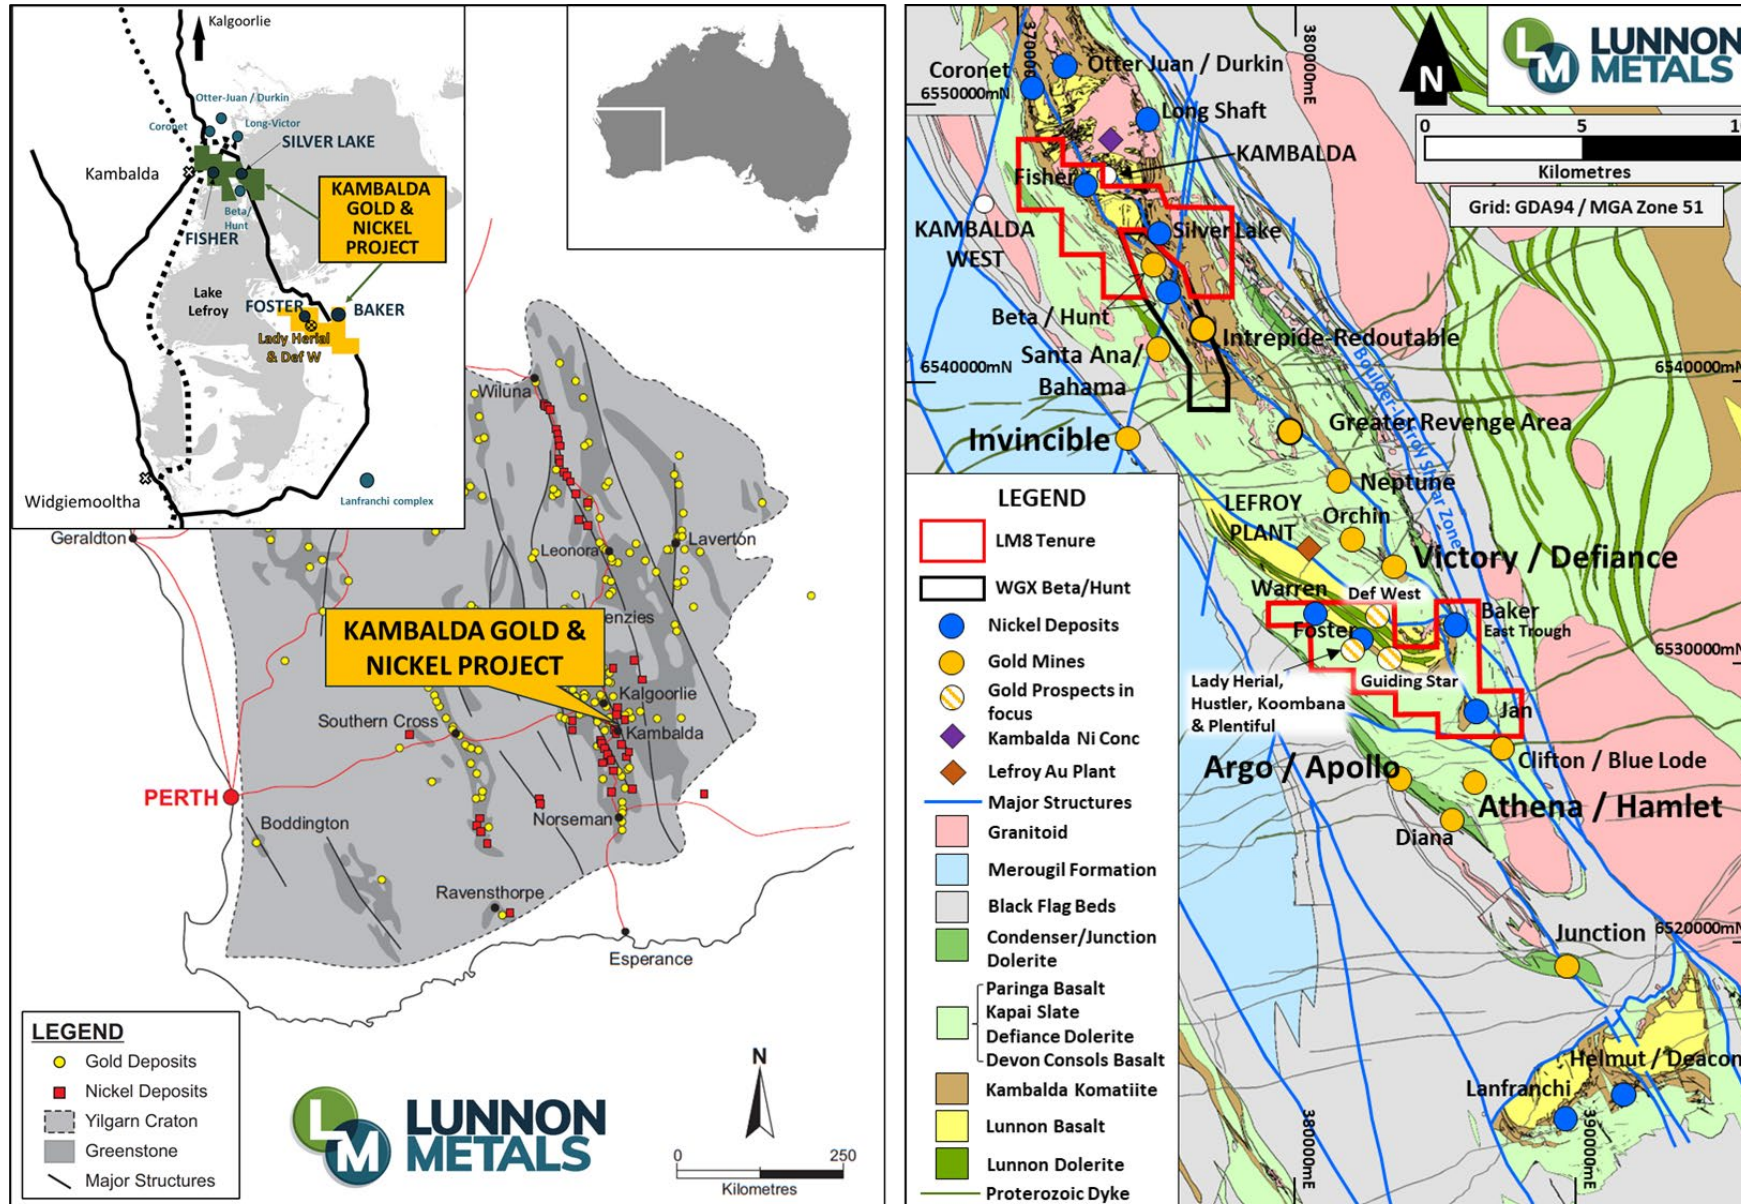 Kalgoorlie
Otter-Juan / Durkin
Coronet
Long-Victor
SILVER LAKE
Kambalda
Beta/
Hunt
FISHER
KAMBALDA
GOLD &
NICKEL
PROJECT
Lake
Lefroy
FOSTER
BAKER
Lady Herial
& Def W
Widgiemooltha
Lanfranchi complex
Geraldton
Wiluna
Leonora
Laverton
enzies
KAMBALDA GOLD &
NICKEL PROJECT
Kalgoorlie
Southern Cross
Kambalda
PERTH
Boddington
Norseman
Ravensthorpe
Esperance
LEGEND
Gold Deposits
Nickel Deposits
Yilgarn Craton
Greenstone
Major Structures
LM
LUNNON
METALS
N
0 250
Kilometres
370000
380000mE
Coronet
Otter Juan / Durkin
6550000mN
Long Shaft
KAMBALDA
Fisher
KAMBALDA
WEST
Silver Lake
Beta / Hunt
Intrepide-Redoutable
Santa Ana/
Bahama
6540000mN
6540000mN
Boulder-Lefroy Shear Zone
Greater Revenge Area
Invincible
Neptune
LEFROY
PLANT
Orchin
Victory / Defiance
Warren
Def West
Baker
East Trough
Foster
6530000mN
Guiding Star
Lady Herial,
Hustler, Koombana
& Plentiful
Jan
Clifton / Blue Lode
Argo / Apollo
Athena / Hamlet
Diana
Junction
6520000mN
Helmut / Deacon
Lanfranchi
380000mE
390000mE
N
LM
LUNNON
METALS
0 5 10
Kilometres
Grid: GDA94 / MGA Zone 51
LEGEND
LM8 Tenure
WGX Beta/Hunt
Nickel Deposits
Gold Mines
Gold Prospects in
focus
Kambalda Ni Conc
Lefroy Au Plant
Major Structures
Granitoid
Merougil Formation
Black Flag Beds
Condenser/Junction
Dolerite
Paringa Basalt
Kapai Slate
Defiance Dolerite
Devon Consols Basalt
Kambalda Komatiite
Lunnon Basalt
Lunnon Dolerite
Proterozoic Dyke